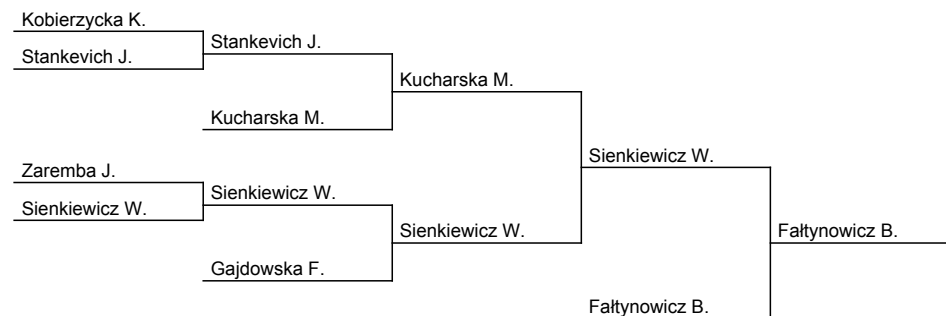 Kobierzycka K.
Stankevich J.
Stankevich J.
Kucharska M.
Kucharska M.
Sienkiewicz W.
Zaremba J.
Sienkiewicz W.
Sienkiewicz W.
Sienkiewicz W.
Fałtynowicz B.
Gajdowska F.
Fałtynowicz B.